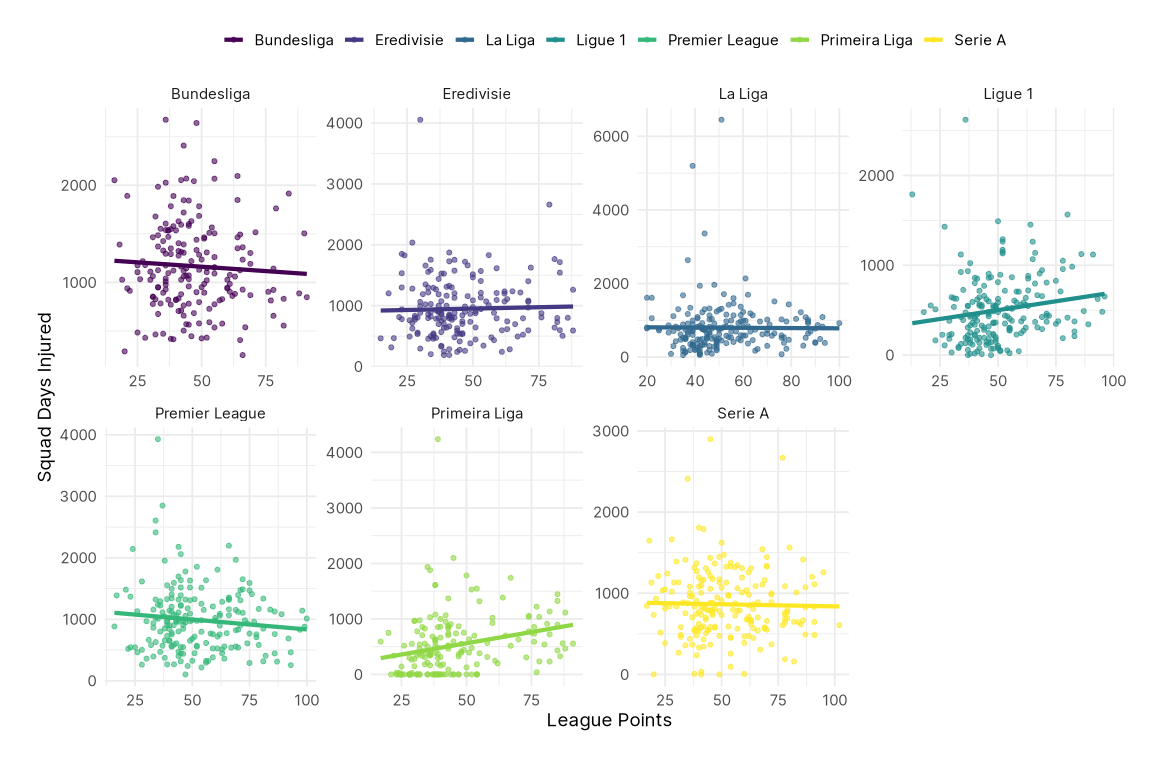 Bundesliga Eredivisie La Liga Ligue 1 Premier League Primeira Liga Serie A
Bundesliga Eredivisie La Liga Ligue 1
2000
1000
25 50 75
4000
3000
2000
1000
0
25 50 75
6000
4000
2000
0
20 40 60 80 100
2000
1000
0
25 50 75 100
Squad Days Injured
Premier League Primeira Liga Serie A
4000
3000
2000
1000
0
25 50 75 100
4000
3000
2000
1000
0
25 50 75
3000
2000
1000
0
25 50 75 100
League Points